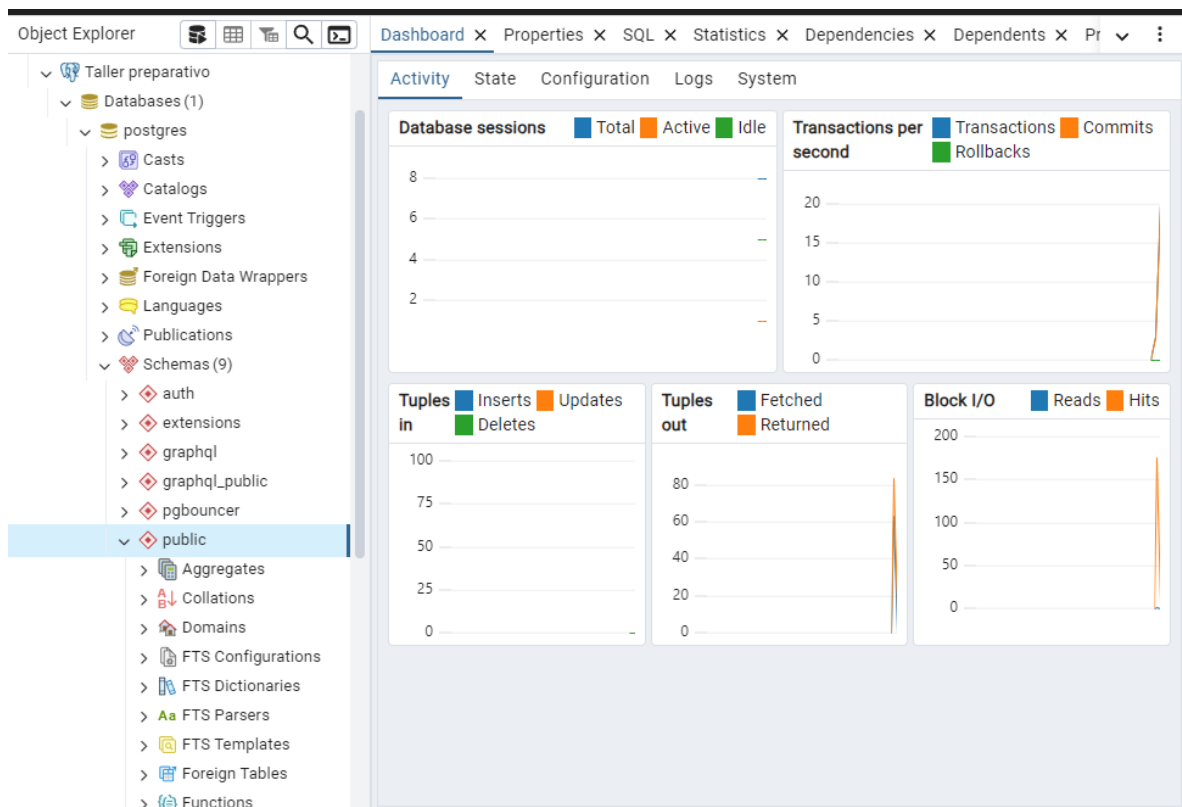 Object Explorer
Dashboard
Properties
SQL
Statistics
Dependencies
Dependents
Pr
Taller preparativo
Databases (1)
postgres
Casts
Catalogs
Event Triggers
Extensions
Foreign Data Wrappers
Languages
Publications
Schemas (9)
auth
extensions
graphql
graphql_public
pgbouncer
public
Aggregates
Collations
Domains
FTS Configurations
FTS Dictionaries
Aa FTS Parsers
FTS Templates
Foreign Tables
Functions
Activity
State
Configuration
Logs
System
Database sessions
Total
Active
Idle
8
6
4
2
Transactions per second
Transactions
Commits
Rollbacks
20
15
10
5
0
Tuples in
Inserts
Updates
Deletes
100
75
50
25
0
Tuples out
Fetched
Returned
80
60
40
20
0
Block I/O
Reads
Hits
200
150
100
50
0